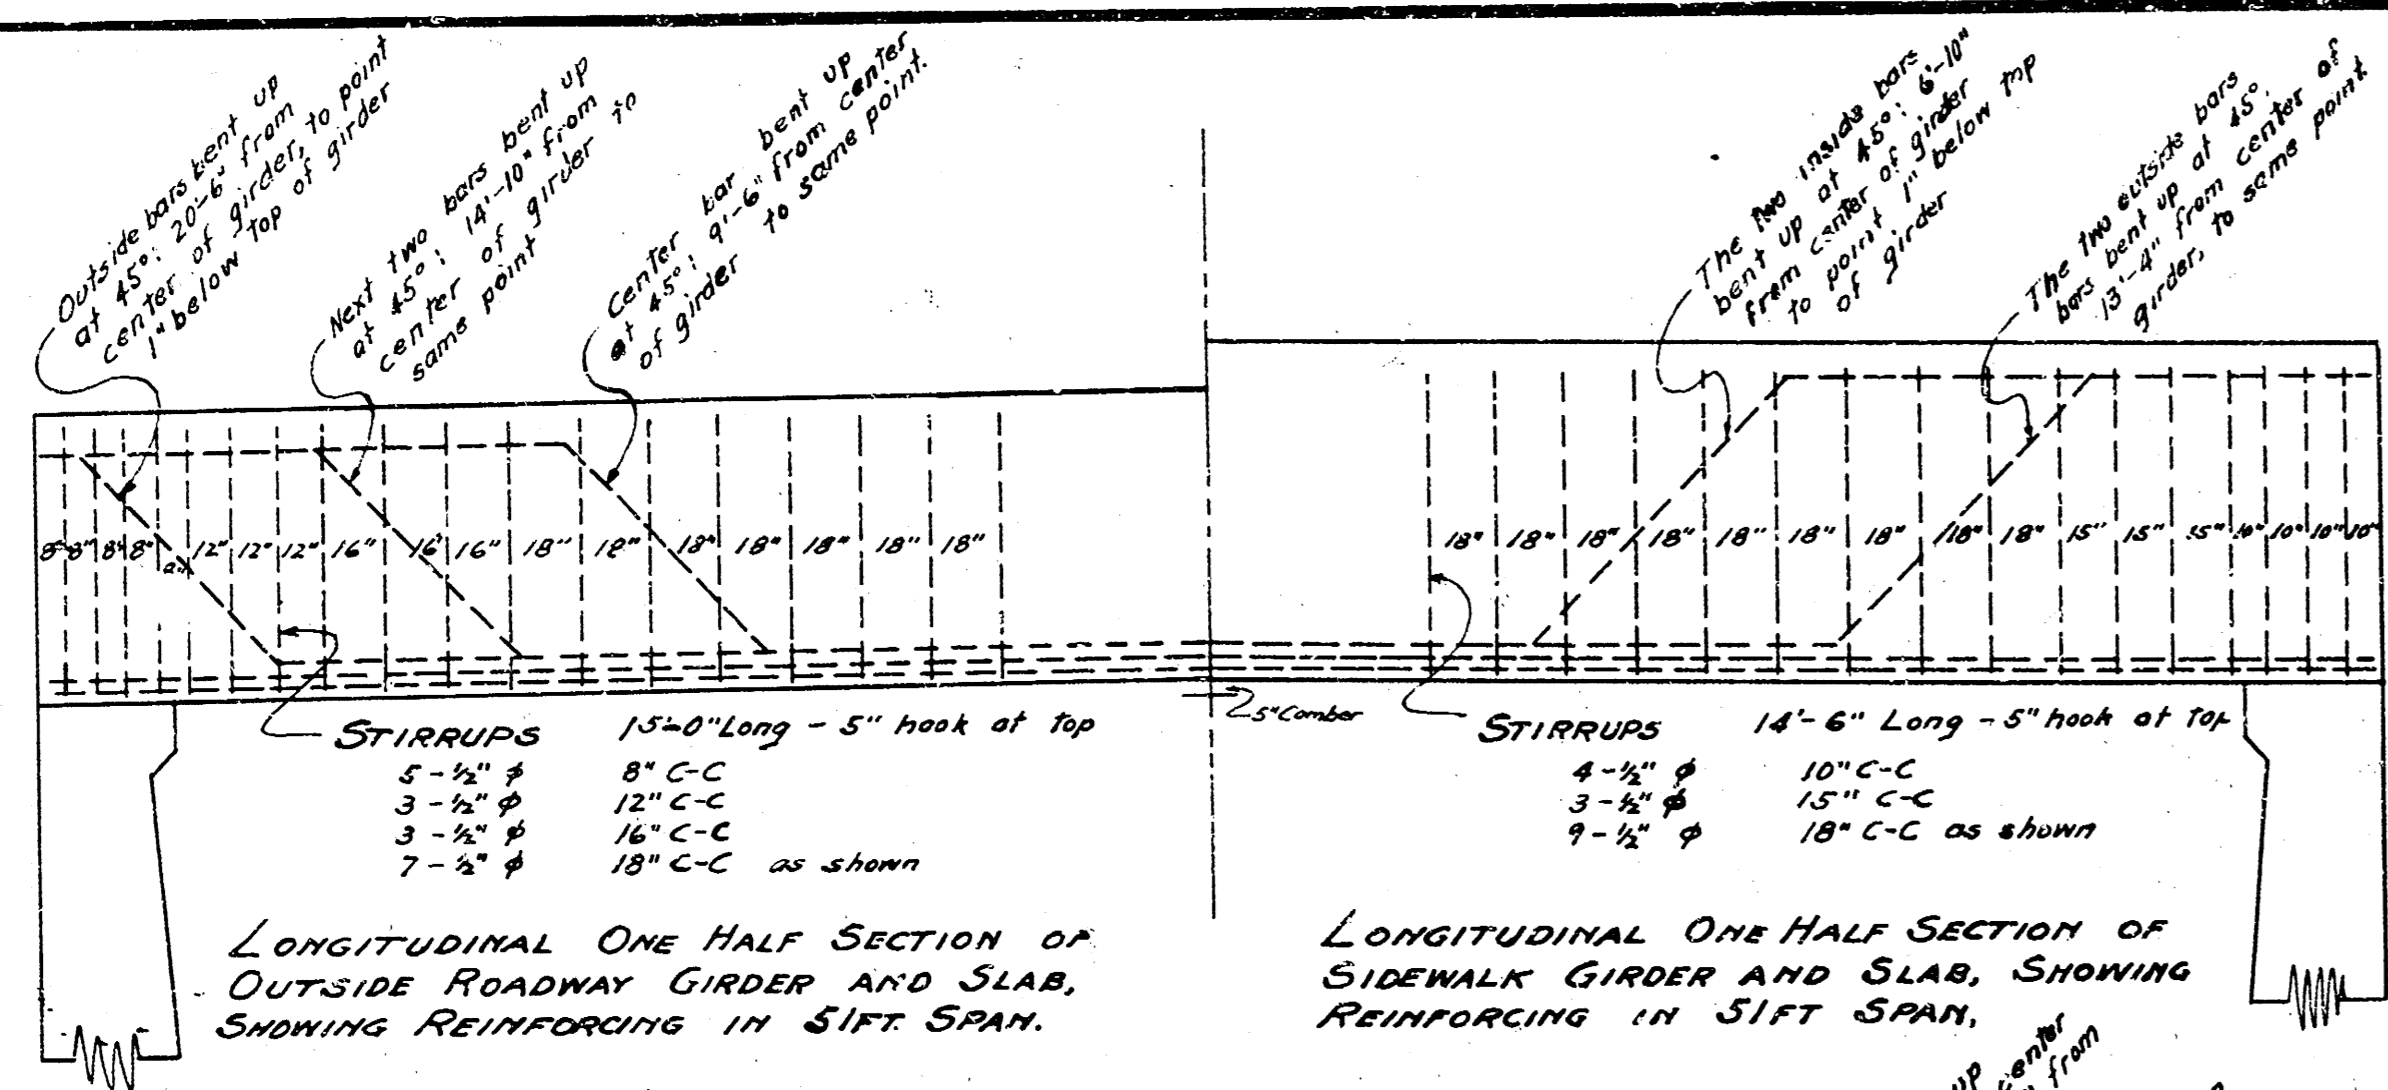 Outside bars bent up
at 45°; 20'-6" from
center of girder, to point
1" below top of girder
Next two bars bent up
at 45°; 14'-10" from
center of girder to
same point
Center bar bent up
at 45°; 9'-6" from center
of girder to same point.
The two inside bars
bent up at 45°; 6'-10"
from center of girder
to point 1" below top
of girder
The two outside bars
bars bent up at 45°,
13'-4" from center of
girder, to same point
8" 8" 8" 8" 8" 12" 12" 12" 16" 16" 16" 18" 18" 18" 18" 18" 18" 18"
18" 18" 18" 18" 18" 18" 18" 18" 18" 15" 15" 15" 10" 10" 10" 10"
5" Camber
STIRRUPS 15'-0" Long - 5" hook at top
5 - 1/2" ϕ 8" C-C
3 - 1/2" ϕ 12" C-C
3 - 1/2" ϕ 16" C-C
7 - 1/2" ϕ 18" C-C as shown
STIRRUPS 14'-6" Long - 5" hook at top
4 - 1/2" ϕ 10" C-C
3 - 1/2" ϕ 15" C-C
9 - 1/2" ϕ 18" C-C as shown
LONGITUDINAL ONE HALF SECTION OF
OUTSIDE ROADWAY GIRDER AND SLAB,
SHOWING REINFORCING IN 51FT. SPAN.
LONGITUDINAL ONE HALF SECTION OF
SIDEWALK GIRDER AND SLAB, SHOWING
REINFORCING IN 51FT SPAN,
up center
from